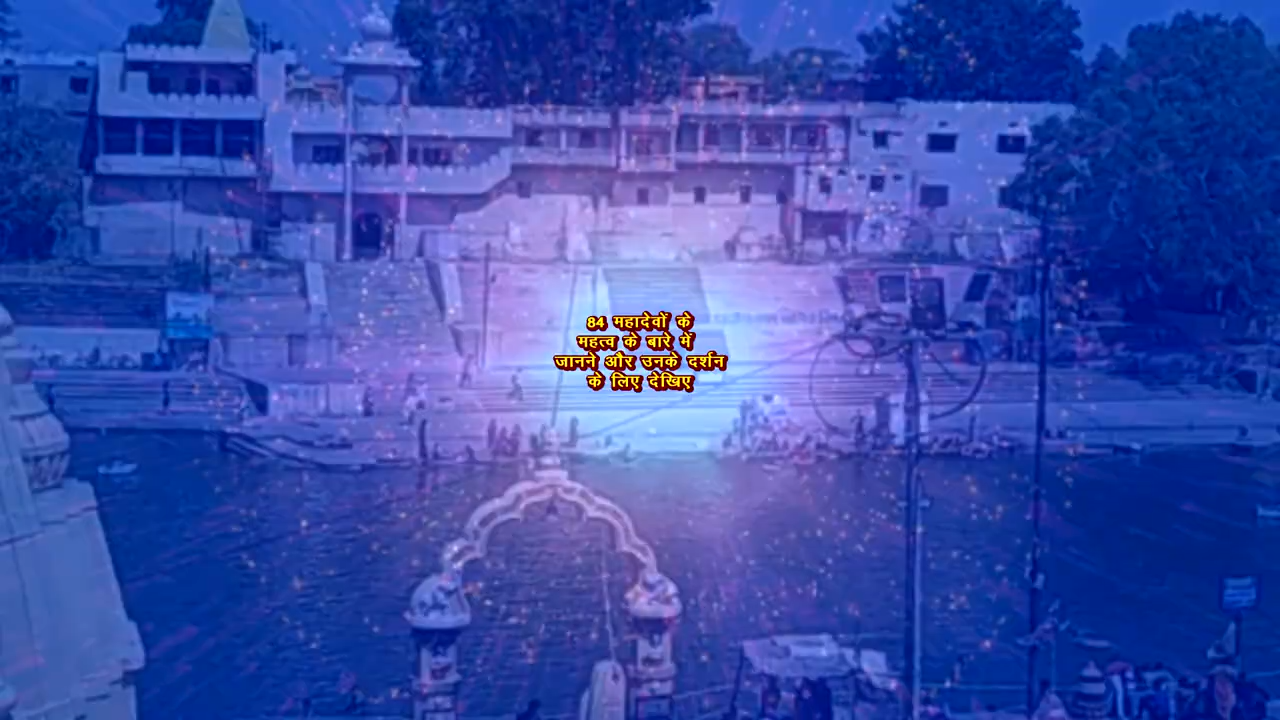 84 महादेवों के
महत्व के बारे में
जानने और उनके दर्शन
के लिए देखिए